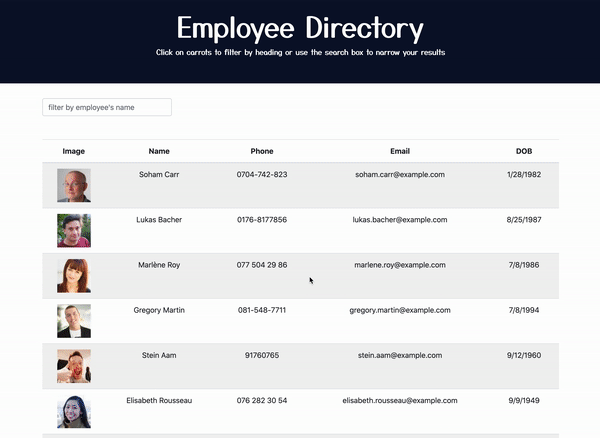 Employee Directory
Click on carrots to filter by heading or use the search box to narrow your results
filter by employee's name
Image Name Phone Email DOB
Soham Carr 0704-742-823 soham.carr@example.com 1/28/1982
Lukas Bacher 0176-8177856 lukas.bacher@example.com 8/25/1987
Marlène Roy 077 504 29 86 marlene.roy@example.com 7/8/1986
Gregory Martin 081-548-7711 gregory.martin@example.com 7/8/1994
Stein Aam 91760765 stein.aam@example.com 9/12/1960
Elisabeth Rousseau 076 282 30 54 elisabeth.rousseau@example.com 9/9/1949